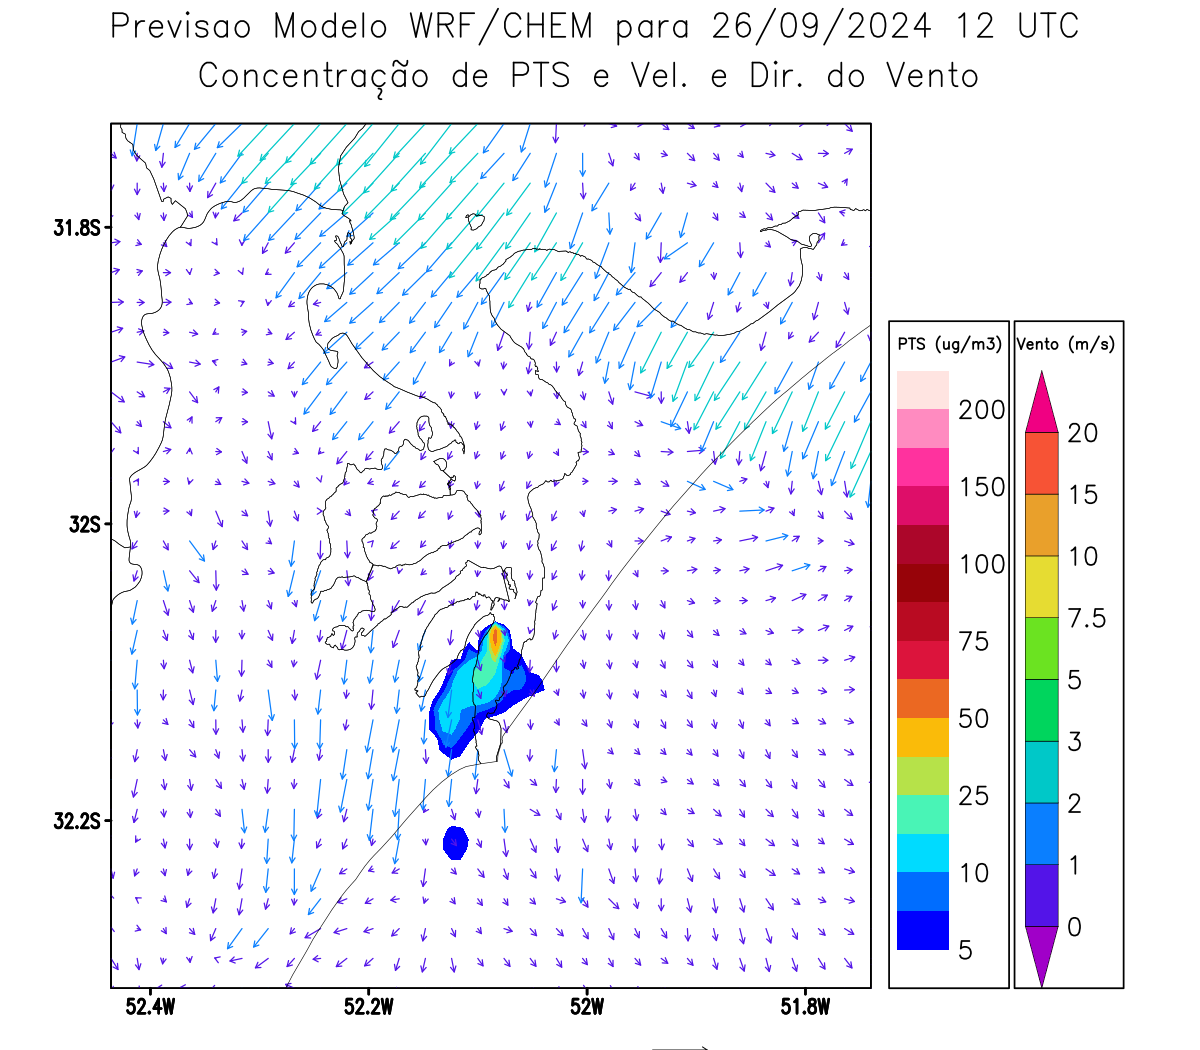 Previsao Modelo WRF/CHEM para 26/09/2024 12 UTC
Concentração de PTS e Vel. e Dir. do Vento
31.8S
32S
32.2S
52.4W 52.2W 52W 51.8W
PTS (ug/m3)
200
150
100
75
50
25
10
5
Vento (m/s)
20
15
10
7.5
5
3
2
1
0